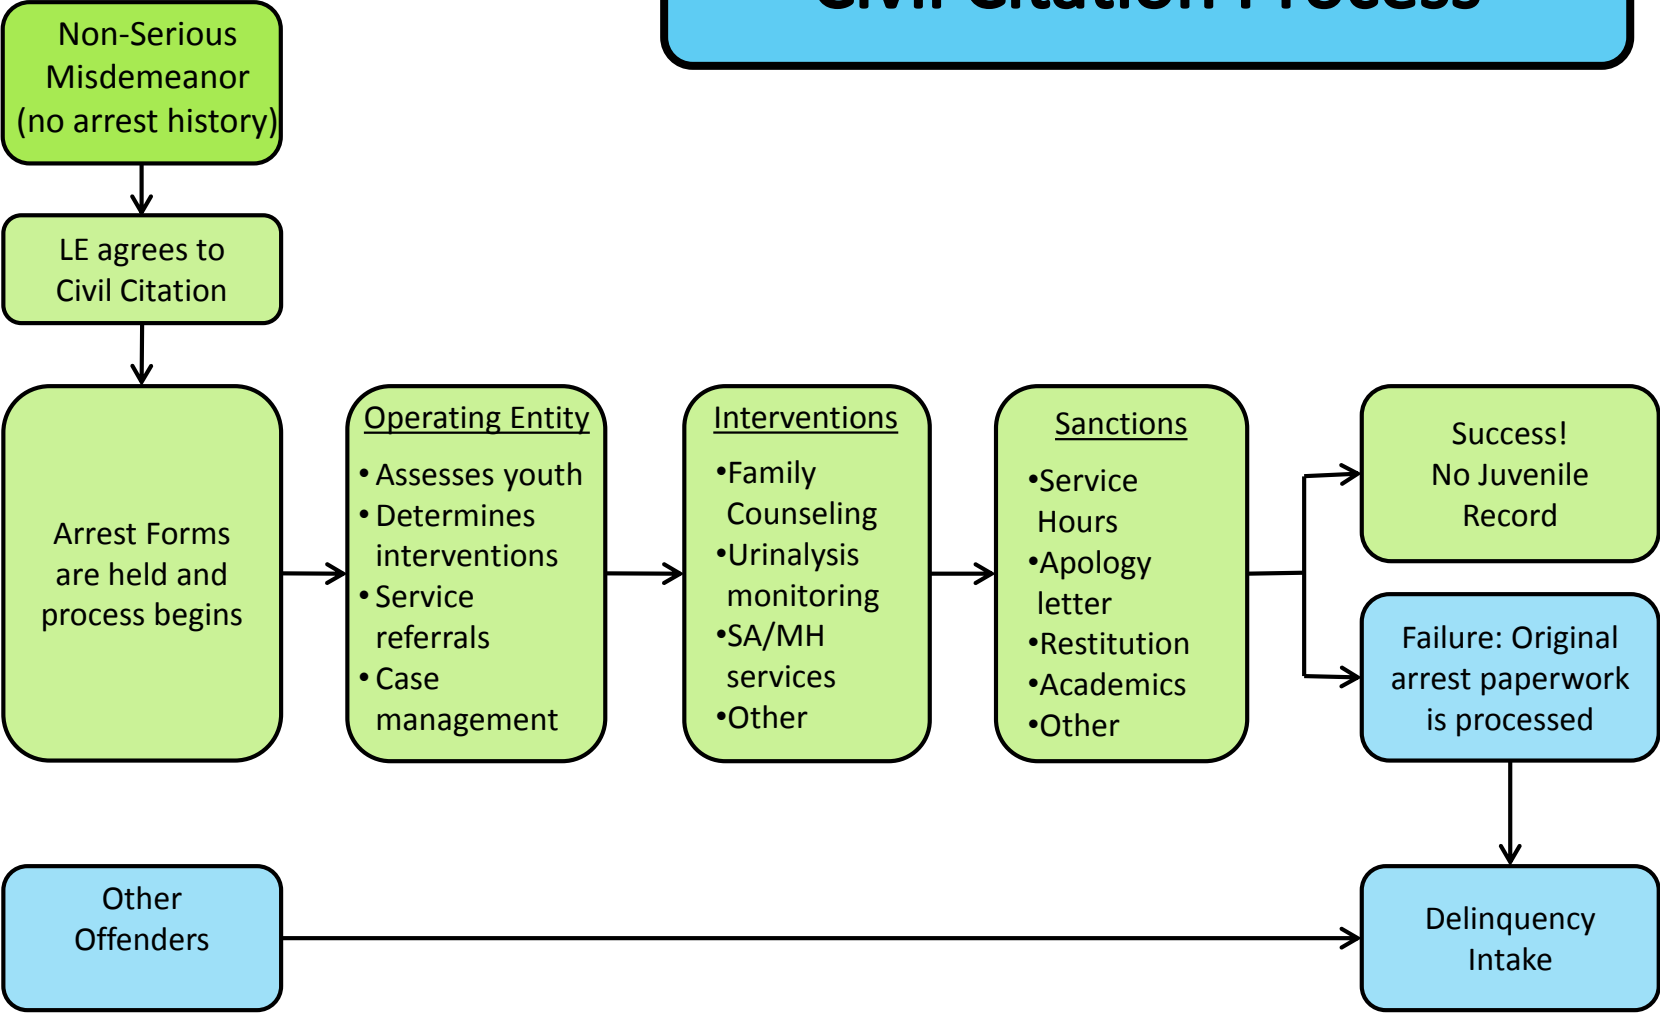 Civil Citation Process
Non-Serious
Misdemeanor
(no arrest history)
LE agrees to
Civil Citation
Arrest Forms
are held and
process begins
Operating Entity
• Assesses youth
• Determines
interventions
• Service
referrals
• Case
management
Interventions
•Family
Counseling
•Urinalysis
monitoring
•SA/MH
services
•Other
Sanctions
•Service
Hours
•Apology
letter
•Restitution
•Academics
•Other
Success!
No Juvenile
Record
Failure: Original
arrest paperwork
is processed
Other
Offenders
Delinquency
Intake